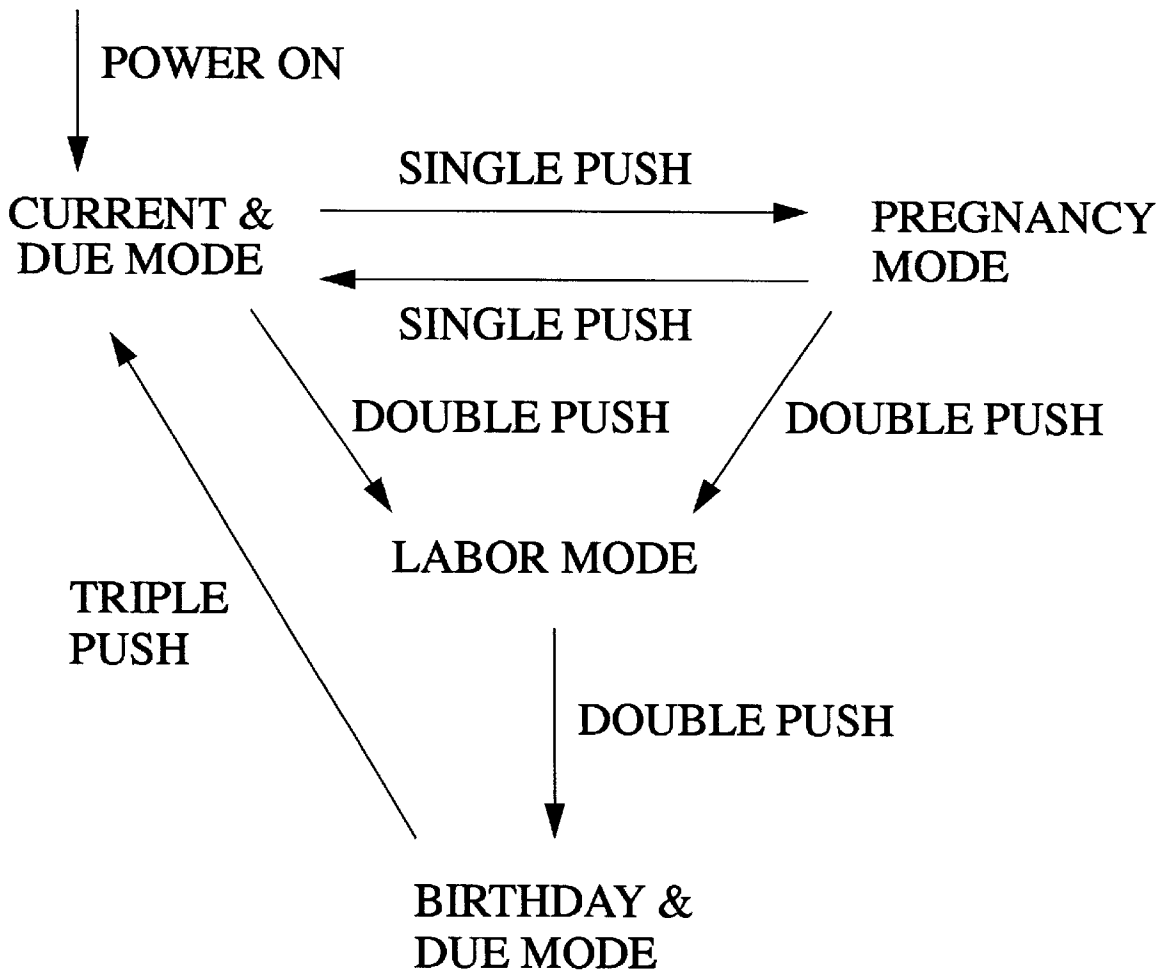 POWER ON
SINGLE PUSH
CURRENT &
DUE MODE
PREGNANCY
MODE
SINGLE PUSH
DOUBLE PUSH
DOUBLE PUSH
LABOR MODE
TRIPLE
PUSH
DOUBLE PUSH
BIRTHDAY &
DUE MODE